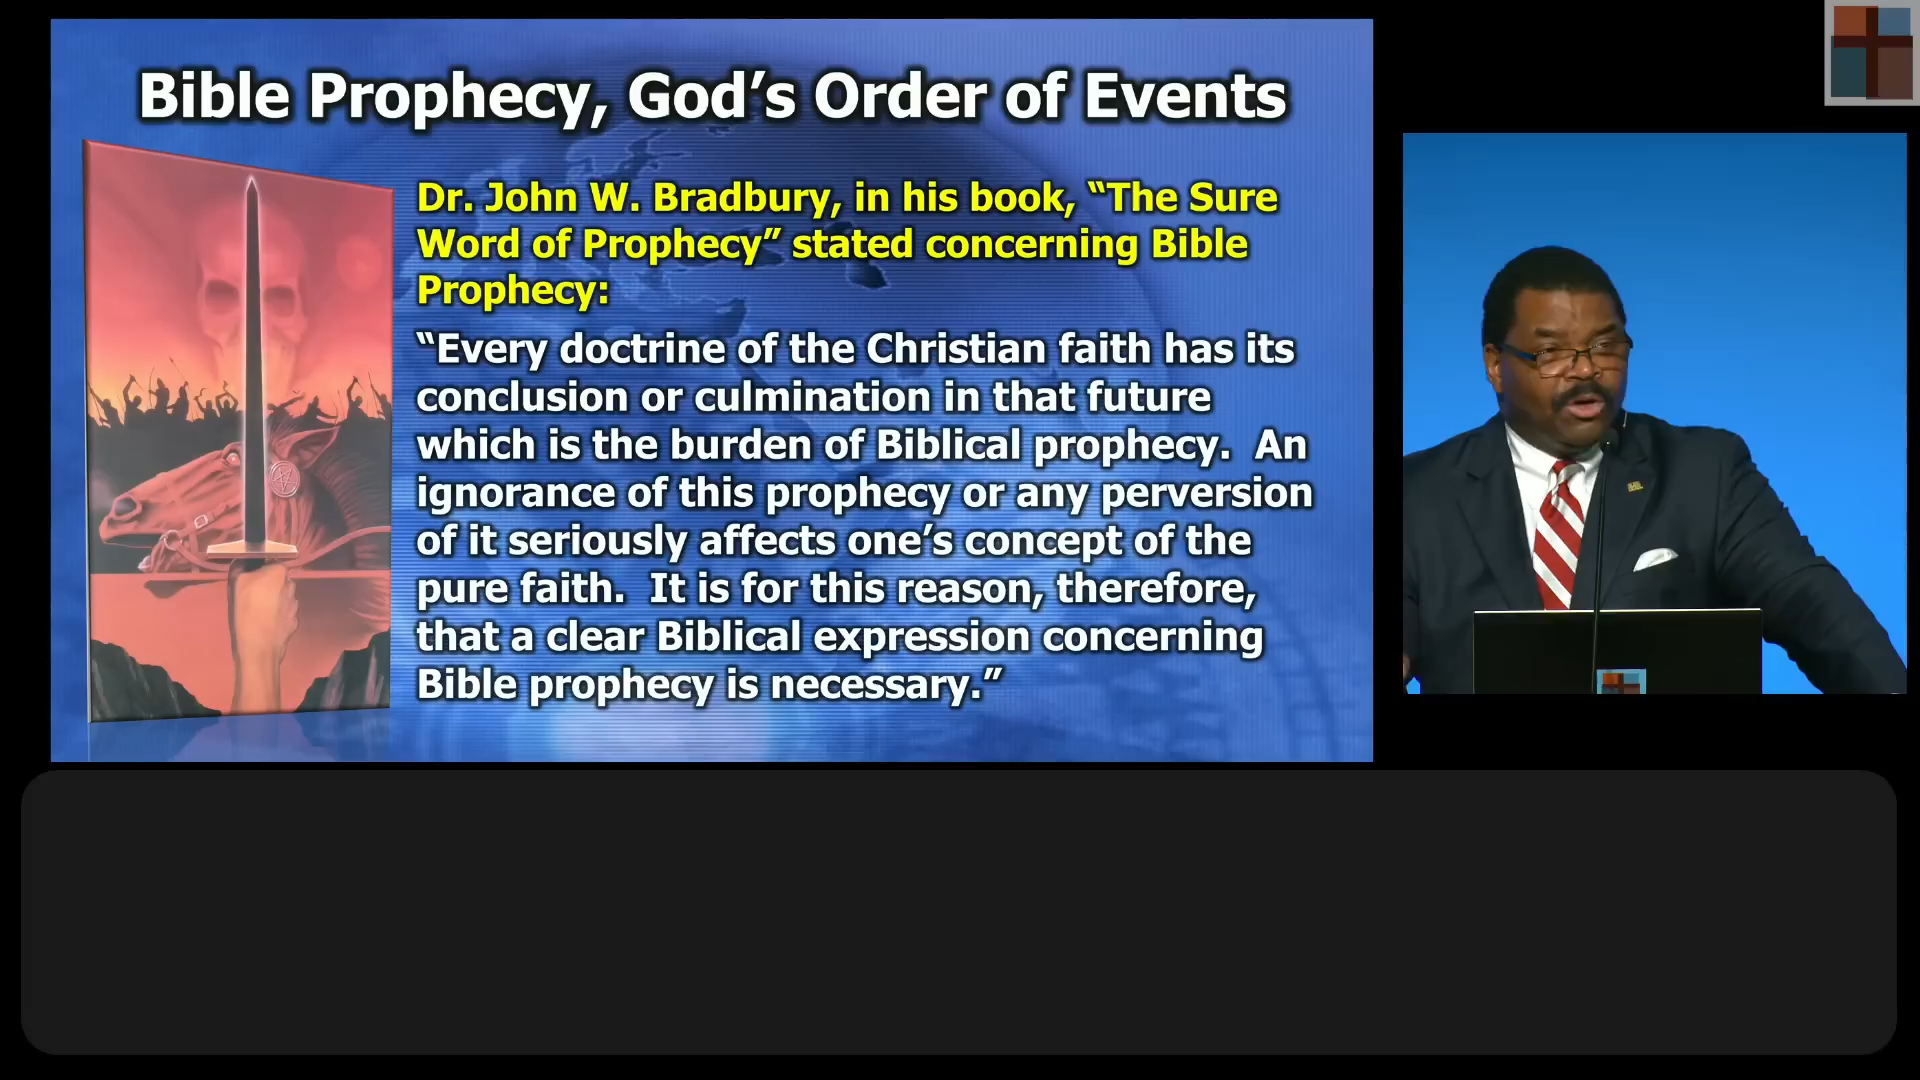 Bible Prophecy, God’s Order of Events
Dr. John W. Bradbury, in his book, “The Sure
Word of Prophecy” stated concerning Bible
Prophecy:
“Every doctrine of the Christian faith has its
conclusion or culmination in that future
which is the burden of Biblical prophecy.  An
ignorance of this prophecy or any perversion
of it seriously affects one’s concept of the
pure faith.  It is for this reason, therefore,
that a clear Biblical expression concerning
Bible prophecy is necessary.”